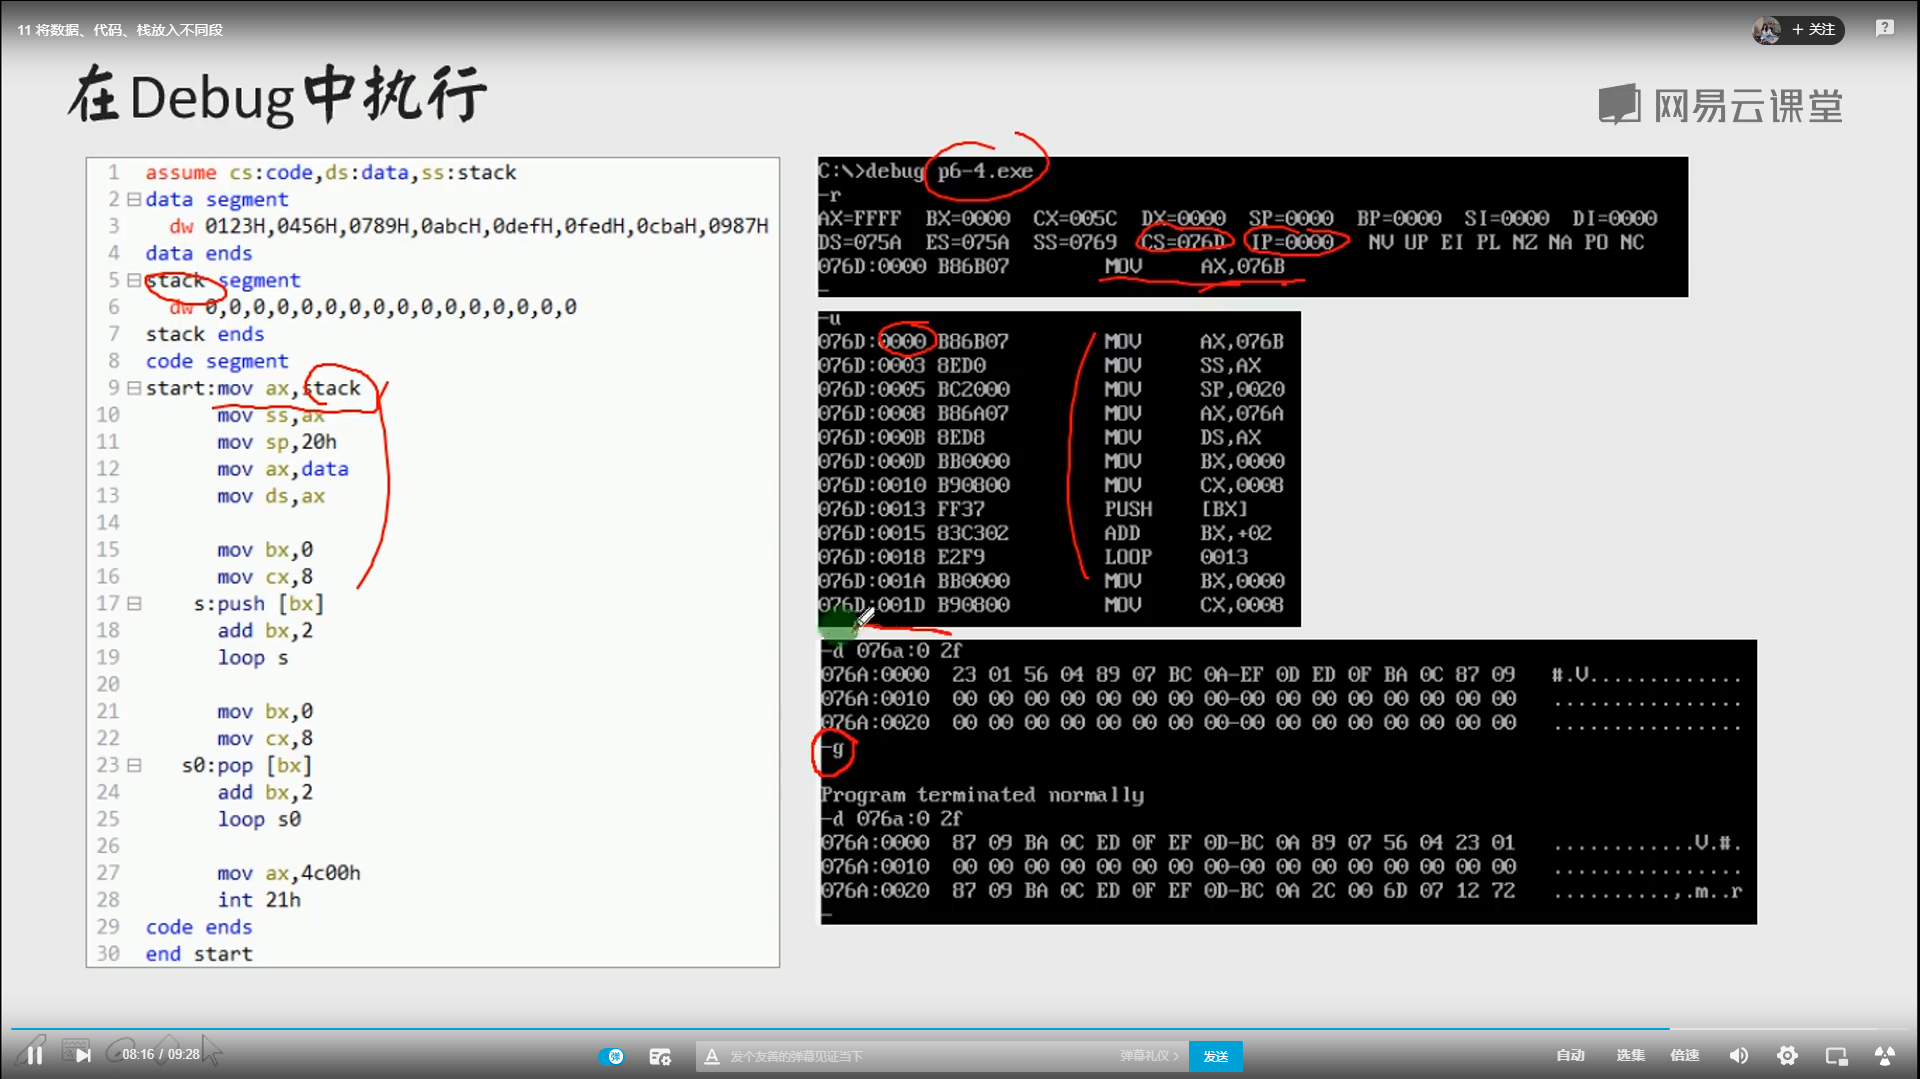 11 将数据、代码、栈放入不同段
+ 关注
在Debug中执行
网易云课堂
1 assume cs:code,ds:data,ss:stack
2 data segment
3 dw 0123H,0456H,0789H,0abcH,0defH,0fedH,0cbaH,0987H
4 data ends
5 stack segment
6 dw 0,0,0,0,0,0,0,0,0,0,0,0,0,0,0,0
7 stack ends
8 code segment
9 start:mov ax,stack
10 mov ss,ax
11 mov sp,20h
12 mov ax,data
13 mov ds,ax
14
15 mov bx,0
16 mov cx,8
17 s:push [bx]
18 add bx,2
19 loop s
20
21 mov bx,0
22 mov cx,8
23 s0:pop [bx]
24 add bx,2
25 loop s0
26
27 mov ax,4c00h
28 int 21h
29 code ends
30 end start
C:\>debug p6-4.exe
-r
AX=FFFF BX=0000 CX=005C DX=0000 SP=0000 BP=0000 SI=0000 DI=0000
DS=075A ES=075A SS=0769 CS=076D IP=0000 NV UP EI PL NZ NA PO NC
076D:0000 B86B07 MOV AX,076B
-
-u
076D:0000 B86B07 MOV AX,076B
076D:0003 8ED0 MOV SS,AX
076D:0005 BC2000 MOV SP,0020
076D:0008 B86A07 MOV AX,076A
076D:000B 8ED8 MOV DS,AX
076D:000D BB0000 MOV BX,0000
076D:0010 B90800 MOV CX,0008
076D:0013 FF37 PUSH [BX]
076D:0015 83C302 ADD BX,+02
076D:0018 E2F9 LOOP 0013
076D:001A BB0000 MOV BX,0000
076D:001D B90800 MOV CX,0008
-d 076a:0 2f
076A:0000 23 01 56 04 89 07 BC 0A-EF 0D ED 0F BA 0C 87 09 #.V.............
076A:0010 00 00 00 00 00 00 00 00-00 00 00 00 00 00 00 00 ................
076A:0020 00 00 00 00 00 00 00 00-00 00 00 00 00 00 00 00 ................
-g
Program terminated normally
-d 076a:0 2f
076A:0000 87 09 BA 0C ED 0F EF 0D-BC 0A 89 07 56 04 23 01 ............V.#.
076A:0010 00 00 00 00 00 00 00 00-00 00 00 00 00 00 00 00 ................
076A:0020 87 09 BA 0C ED 0F EF 0D-BC 0A 2C 00 6D 07 12 72 ..........,.m..r
-
08:16 / 09:28
弹
A 发个友善的弹幕见证当下
弹幕礼仪 >
发送
自动
选集
倍速